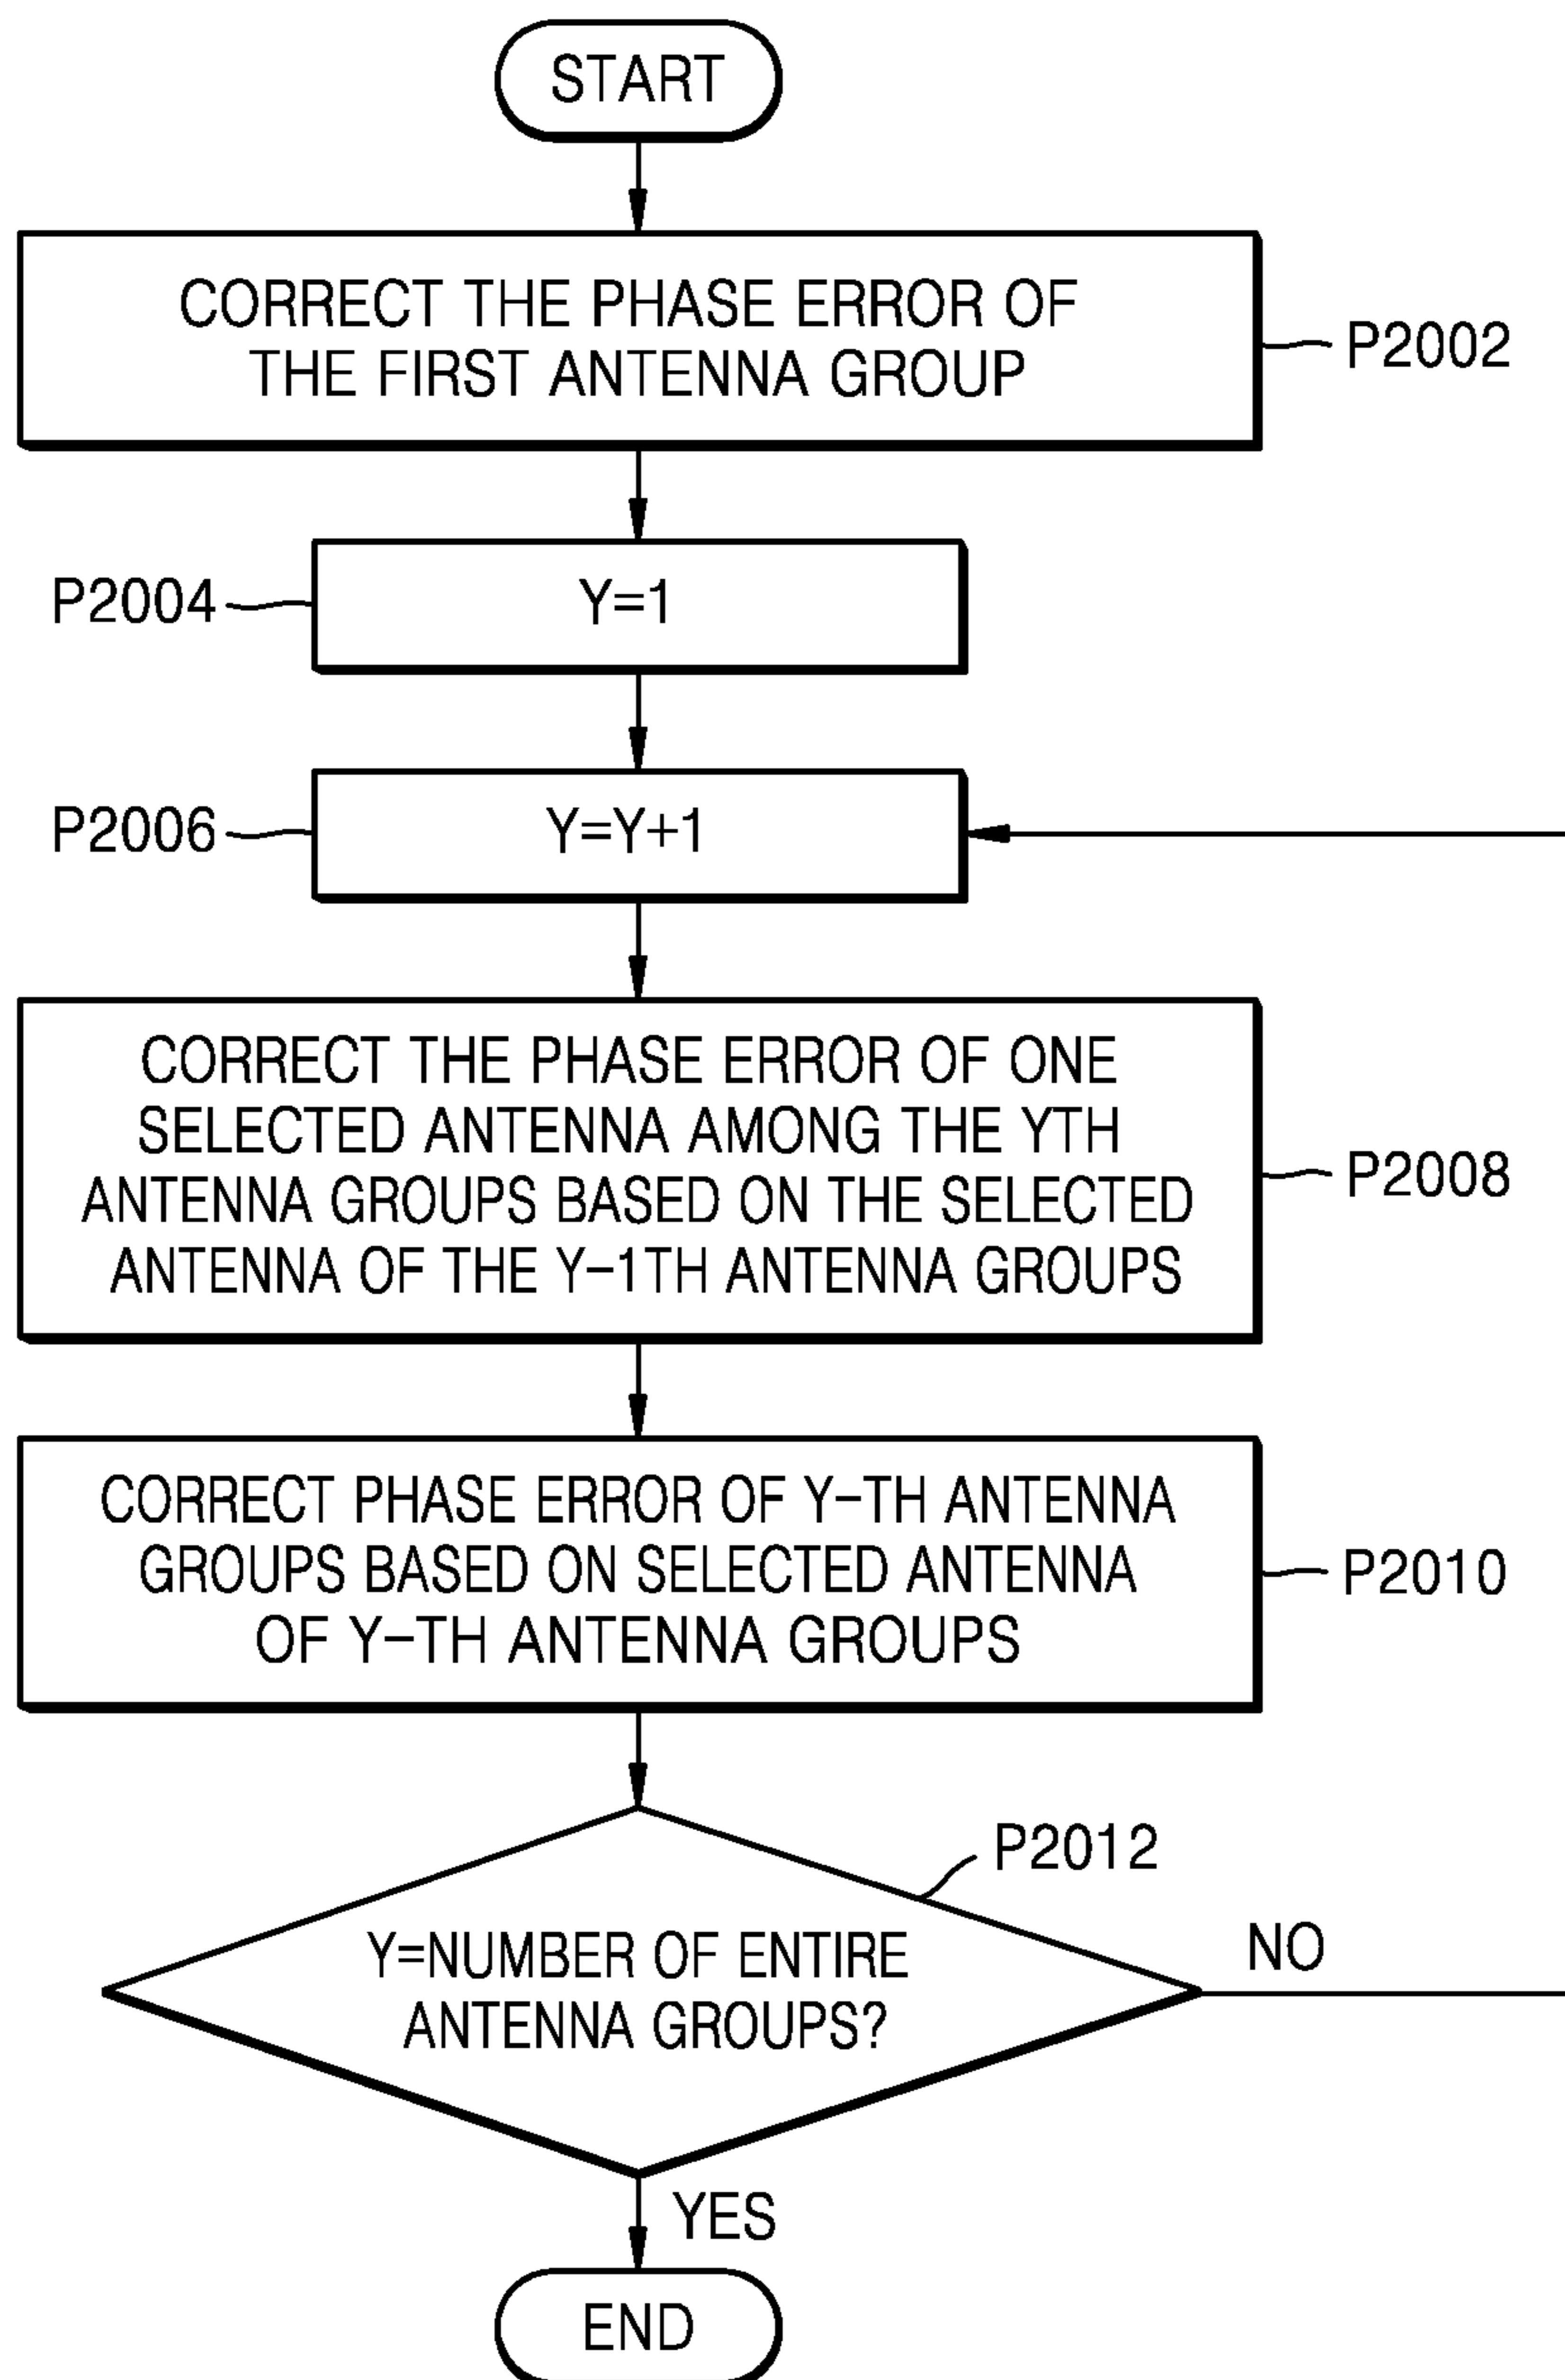 START
CORRECT THE PHASE ERROR OF
THE FIRST ANTENNA GROUP
P2002
P2004
Y=1
P2006
Y=Y+1
CORRECT THE PHASE ERROR OF ONE
SELECTED ANTENNA AMONG THE YTH
ANTENNA GROUPS BASED ON THE SELECTED
ANTENNA OF THE Y-1TH ANTENNA GROUPS
P2008
CORRECT PHASE ERROR OF Y-TH ANTENNA
GROUPS BASED ON SELECTED ANTENNA
OF Y-TH ANTENNA GROUPS
P2010
P2012
Y=NUMBER OF ENTIRE
ANTENNA GROUPS?
NO
YES
END